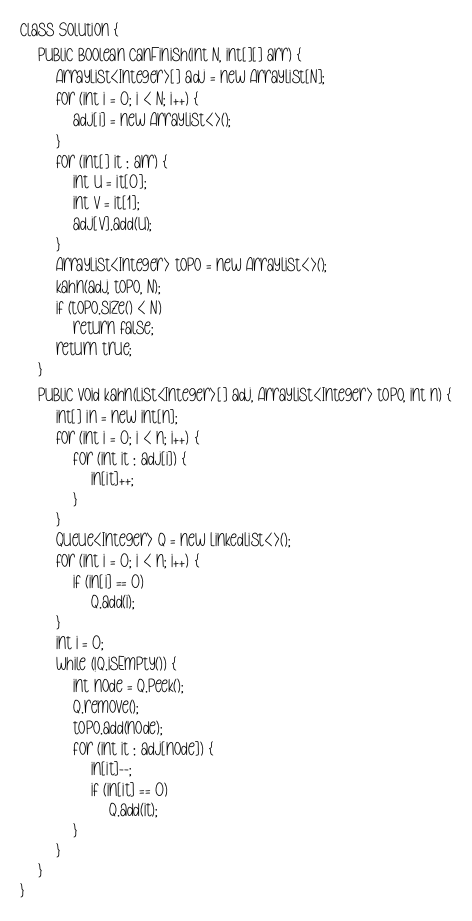 class Solution {
    public boolean canFinish(int N, int[][] arr) {
        ArrayList<Integer>[] adj = new ArrayList[N];
        for (int i = 0; i < N; i++) {
            adj[i] = new ArrayList<>();
        }
        for (int[] it : arr) {
            int u = it[0];
            int v = it[1];
            adj[v].add(u);
        }
        ArrayList<Integer> topo = new ArrayList<>();
        kahn(adj, topo, N);
        if (topo.size() < N)
            return false;
        return true;
    }
    public void kahn(List<Integer>[] adj, ArrayList<Integer> topo, int n) {
        int[] in = new int[n];
        for (int i = 0; i < n; i++) {
            for (int it : adj[i]) {
                in[it]++;
            }
        }
        Queue<Integer> q = new LinkedList<>();
        for (int i = 0; i < n; i++) {
            if (in[i] == 0)
                q.add(i);
        }
        int i = 0;
        while (!q.isEmpty()) {
            int node = q.peek();
            q.remove();
            topo.add(node);
            for (int it : adj[node]) {
                in[it]--;
                if (in[it] == 0)
                    q.add(it);
            }
        }
    }
}